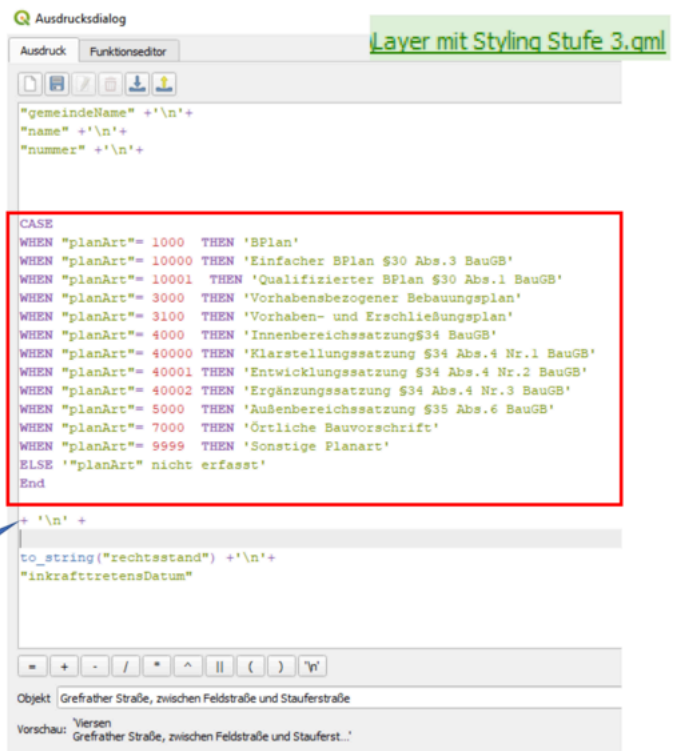 Ausdrucksdialog
Layer mit Styling Stufe 3.qml
Ausdruck Funktionseditor
"gemeindeName" +'\n'+
"name" +'\n'+
"nummer" +'\n'+
CASE
WHEN "planArt"= 1000 THEN 'BPlan'
WHEN "planArt"= 10000 THEN 'Einfacher BPlan §30 Abs.3 BauGB'
WHEN "planArt"= 10001 THEN 'Qualifizierter BPlan §30 Abs.1 BauGB'
WHEN "planArt"= 3000 THEN 'Vorhabensbezogener Bebauungsplan'
WHEN "planArt"= 3100 THEN 'Vorhaben- und Erschließungsplan'
WHEN "planArt"= 4000 THEN 'Innenbereichssatzung§34 BauGB'
WHEN "planArt"= 40000 THEN 'Klarstellungssatzung §34 Abs.4 Nr.1 BauGB'
WHEN "planArt"= 40001 THEN 'Entwicklungssatzung §34 Abs.4 Nr.2 BauGB'
WHEN "planArt"= 40002 THEN 'Ergänzungssatzung §34 Abs.4 Nr.3 BauGB'
WHEN "planArt"= 5000 THEN 'Außenbereichssatzung §35 Abs.6 BauGB'
WHEN "planArt"= 7000 THEN 'Örtliche Bauvorschrift'
WHEN "planArt"= 9999 THEN 'Sonstige Planart'
ELSE '"planArt" nicht erfasst'
End
+ '\n' +
to_string("rechtsstand") +'\n'+
"inkrafttretensDatum"
= + - / * ^ || ( ) '\n'
Objekt Grefrather Straße, zwischen Feldstraße und Stauferstraße
Vorschau: 'Viersen
Grefrather Straße, zwischen Feldstraße und Stauferst...'